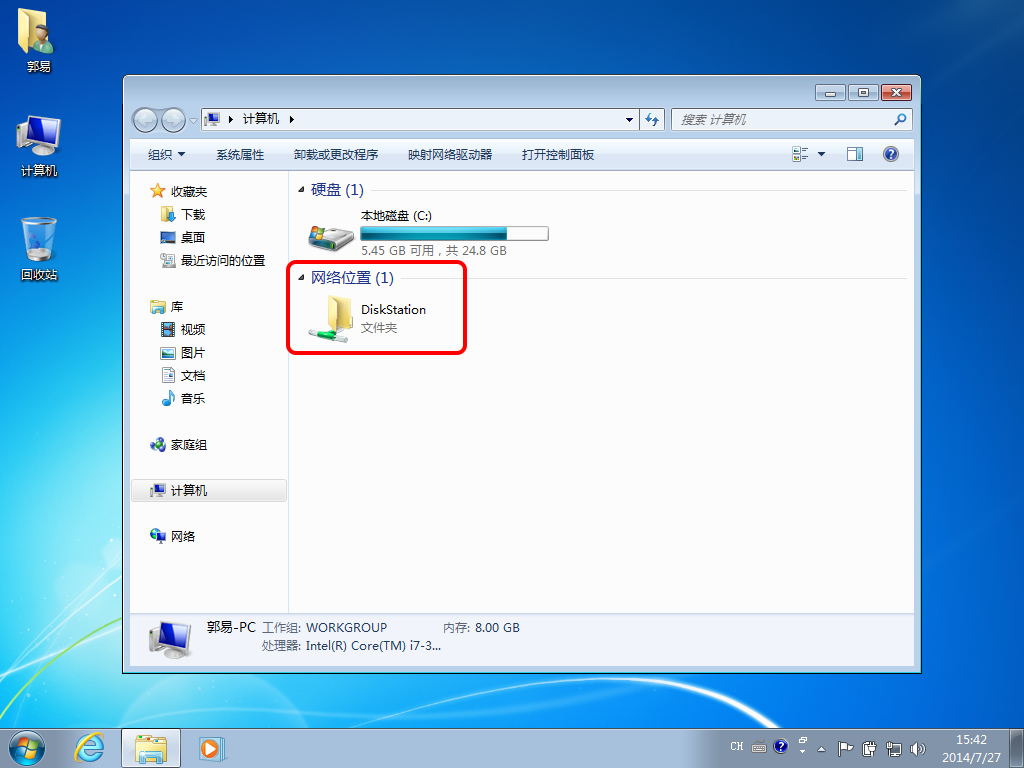 郭易
计算机
回收站
计算机
搜索 计算机
组织 系统属性 卸载或更改程序 映射网络驱动器 打开控制面板
收藏夹
下载
桌面
最近访问的位置
库
视频
图片
文档
音乐
家庭组
计算机
网络
硬盘 (1)
本地磁盘 (C:)
5.45 GB 可用，共 24.8 GB
网络位置 (1)
DiskStation
文件夹
郭易-PC 工作组: WORKGROUP 内存: 8.00 GB
处理器: Intel(R) Core(TM) i7-3...
CH
15:42
2014/7/27